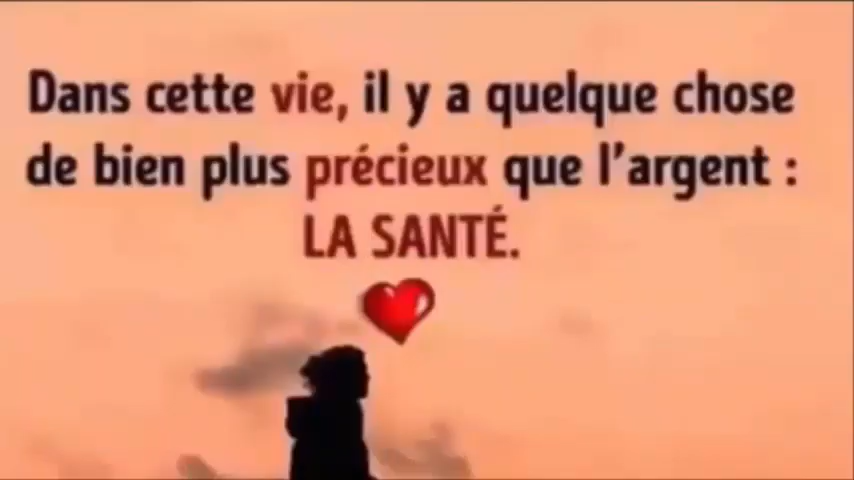 Dans cette vie, il y a quelque chose
de bien plus précieux que l'argent :
LA SANTÉ.